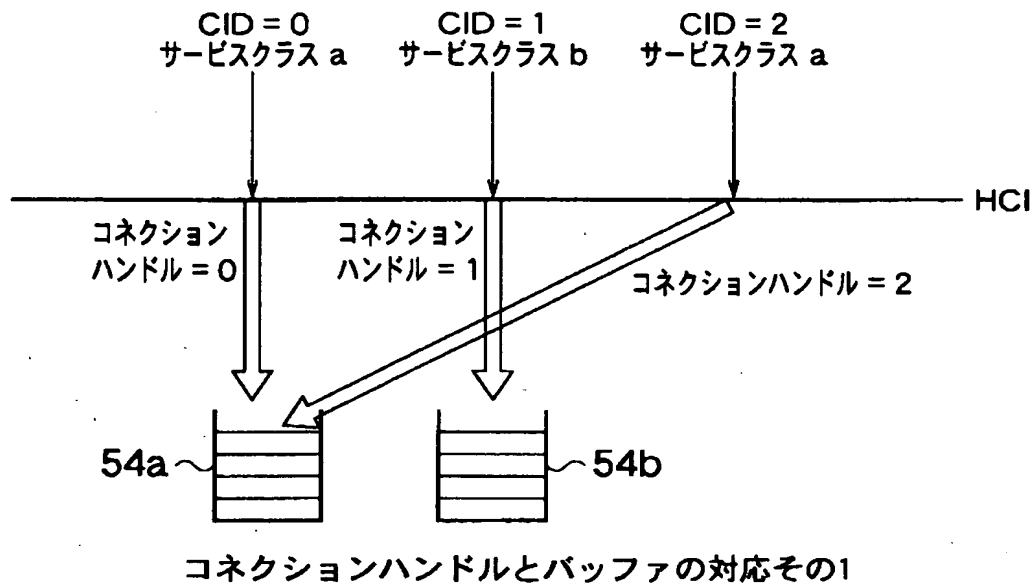 CID = 0
サービスクラス a
CID = 1
サービスクラス b
CID = 2
サービスクラス a
HCI
コネクション
ハンドル = 0
コネクション
ハンドル = 1
コネクションハンドル = 2
54a
54b
コネクションハンドルとバッファの対応その1